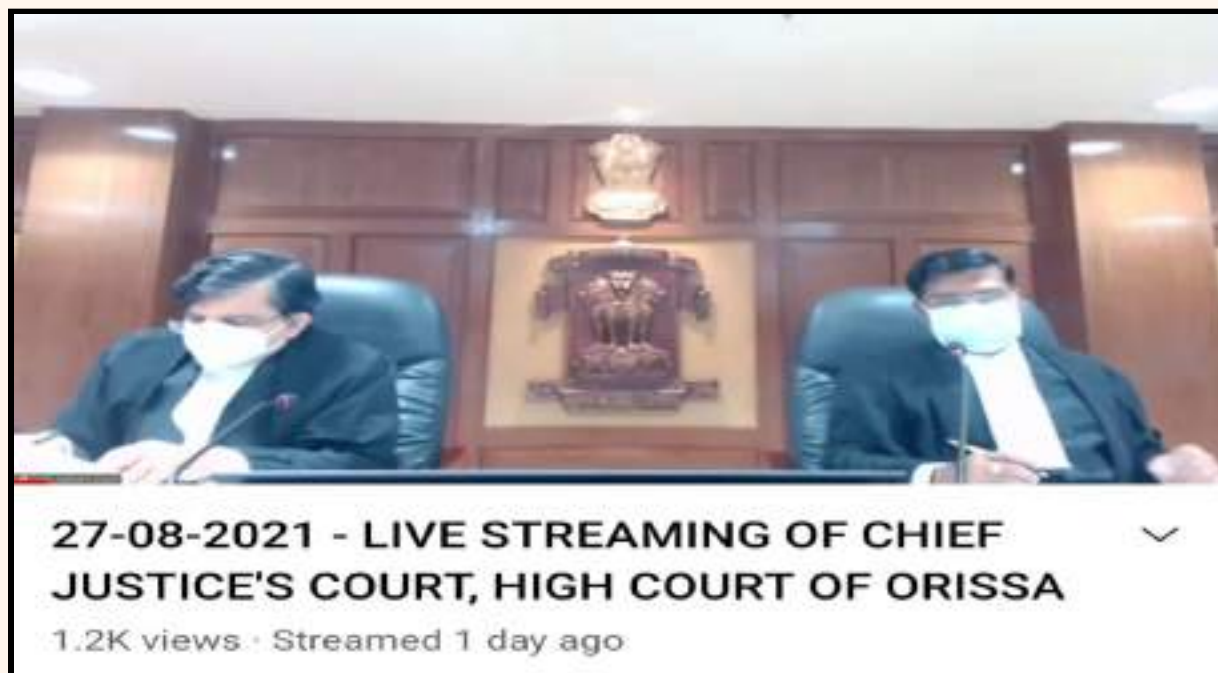 27-08-2021 - LIVE STREAMING OF CHIEF
JUSTICE'S COURT, HIGH COURT OF ORISSA
1.2K views · Streamed 1 day ago